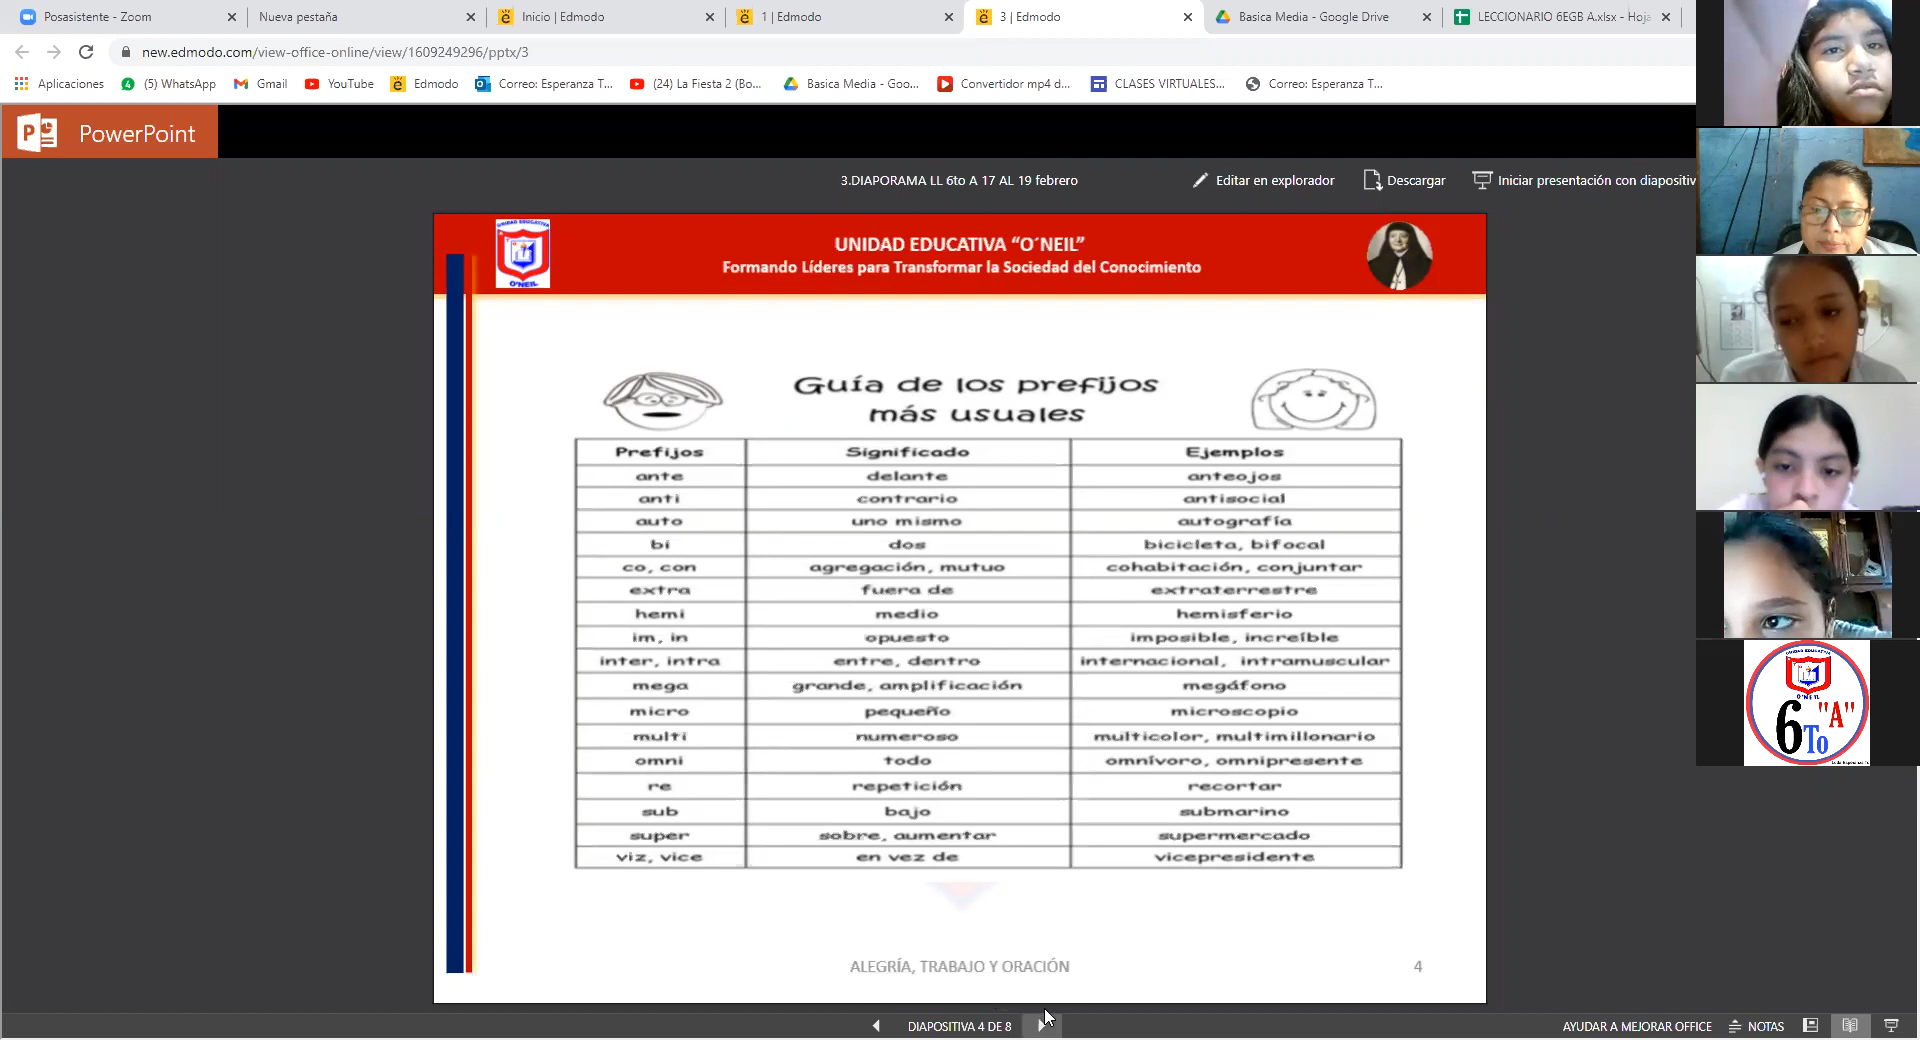 Posasistente - Zoom
Nueva pestaña
Inicio | Edmodo
1 | Edmodo
3 | Edmodo
Basica Media - Google Drive
LECCIONARIO 6EGB A.xlsx - Hoja
new.edmodo.com/view-office-online/view/1609249296/pptx/3
Aplicaciones
(5) WhatsApp
Gmail
YouTube
Edmodo
Correo: Esperanza T...
(24) La Fiesta 2 (Bo...
Basica Media - Goo...
Convertidor mp4 d...
CLASES VIRTUALES...
Correo: Esperanza T...
PowerPoint
3.DIAPORAMA LL 6to A 17 AL 19 febrero
Editar en explorador
Descargar
Iniciar presentación con diapositiv
UNIDAD EDUCATIVA
O'NEIL
UNIDAD EDUCATIVA “O´NEIL”
Formando Líderes para Transformar la Sociedad del Conocimiento
Guía de los prefijos
más usuales
Prefijos Significado Ejemplos
ante delante anteojos
anti contrario antisocial
auto uno mismo autografía
bi dos bicicleta, bifocal
co, con agregación, mutuo cohabitación, conjuntar
extra fuera de extraterrestre
hemi medio hemisferio
im, in opuesto imposible, increíble
inter, intra entre, dentro internacional, intramuscular
mega grande, amplificación megáfono
micro pequeño microscopio
multi numeroso multicolor, multimillonario
omni todo omnívoro, omnipresente
re repetición recortar
sub bajo submarino
super sobre, aumentar supermercado
viz, vice en vez de vicepresidente
ALEGRÍA, TRABAJO Y ORACIÓN
4
DIAPOSITIVA 4 DE 8
AYUDAR A MEJORAR OFFICE
NOTAS
UNIDAD EDUCATIVA
O'NEIL
6To "A"